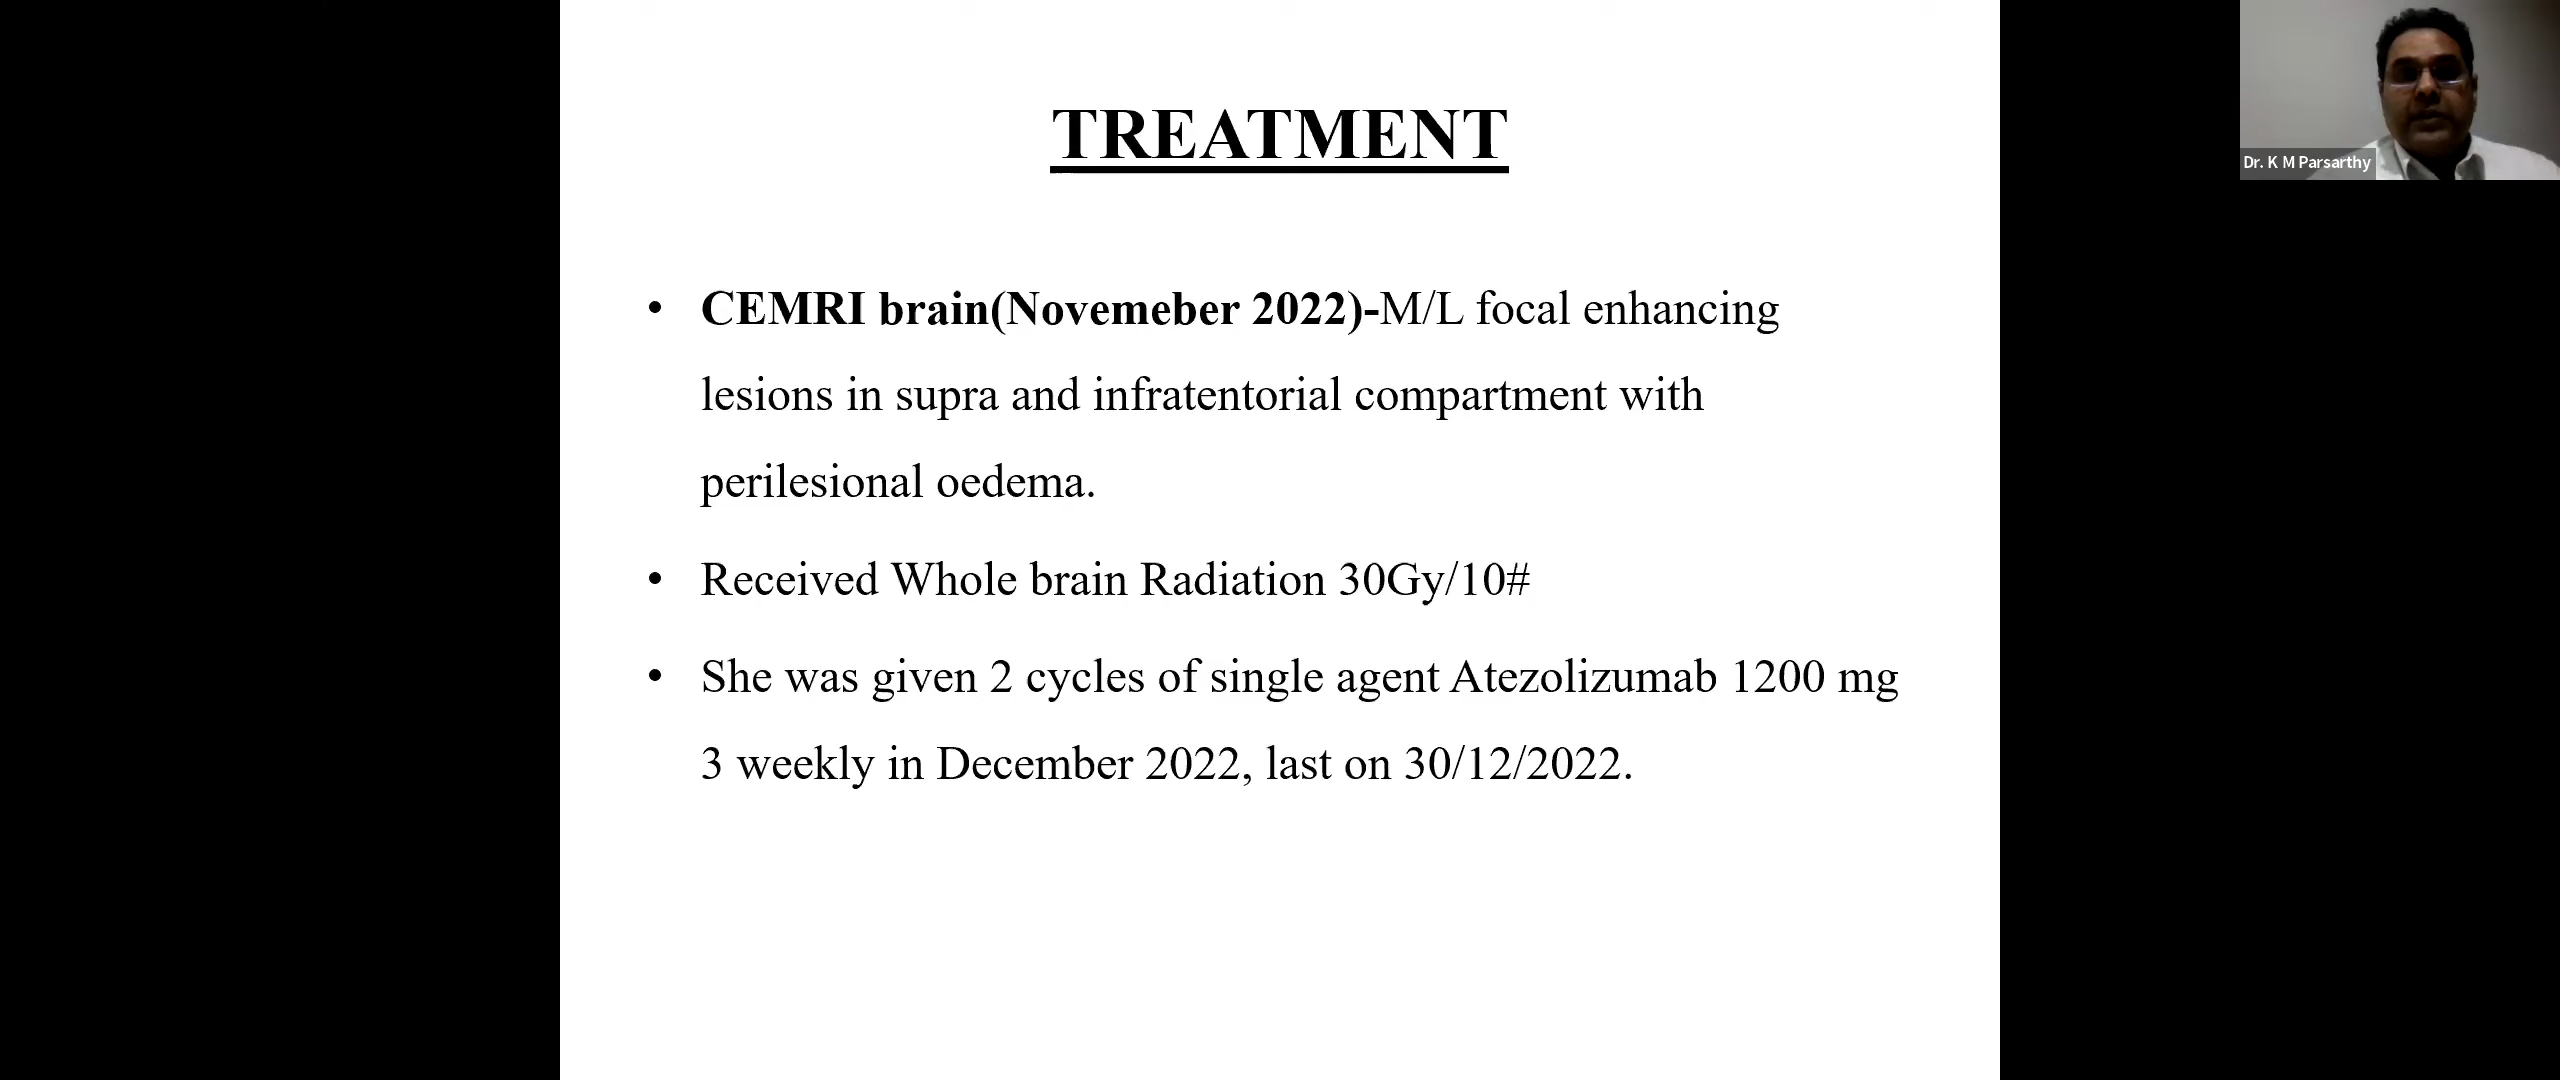 TREATMENT
• CEMRI brain(Novemeber 2022)-M/L focal enhancing
lesions in supra and infratentorial compartment with
perilesional oedema.
• Received Whole brain Radiation 30Gy/10#
• She was given 2 cycles of single agent Atezolizumab 1200 mg
3 weekly in December 2022, last on 30/12/2022.
Dr. K M Parsarthy